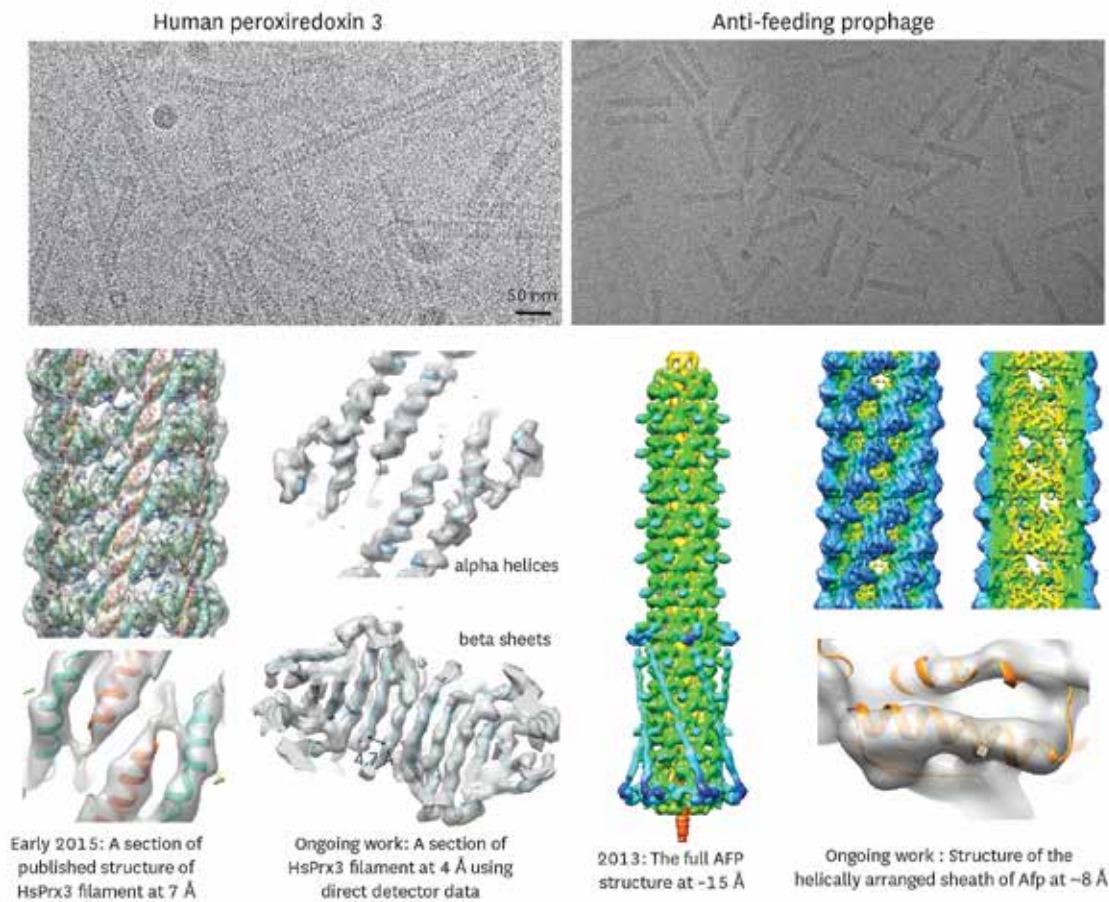 Human peroxiredoxin 3
Anti-feeding prophage
50 nm
alpha helices
beta sheets
Early 2015: A section of
published structure of
HsPrx3 filament at 7 Å
Ongoing work: A section of
HsPrx3 filament at 4 Å using
direct detector data
2013: The full AFP
structure at ~15 Å
Ongoing work : Structure of the
helically arranged sheath of Afp at ~8 Å